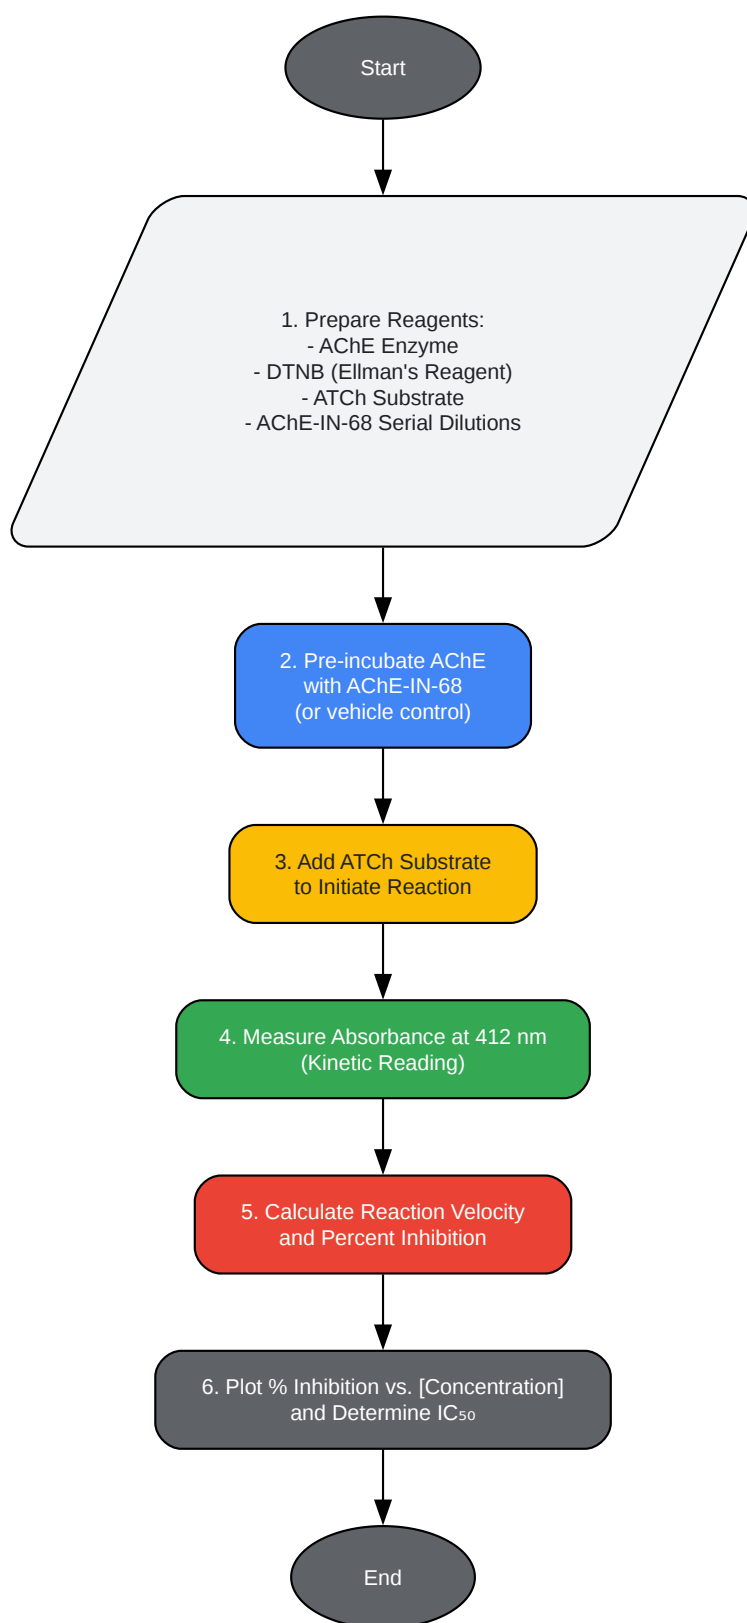 Start
1. Prepare Reagents:
- AChE Enzyme
- DTNB (Ellman's Reagent)
- ATCh Substrate
- AChE-IN-68 Serial Dilutions
2. Pre-incubate AChE
with AChE-IN-68
(or vehicle control)
3. Add ATCh Substrate
to Initiate Reaction
4. Measure Absorbance at 412 nm
(Kinetic Reading)
5. Calculate Reaction Velocity
and Percent Inhibition
6. Plot % Inhibition vs. [Concentration]
and Determine IC₅₀
End